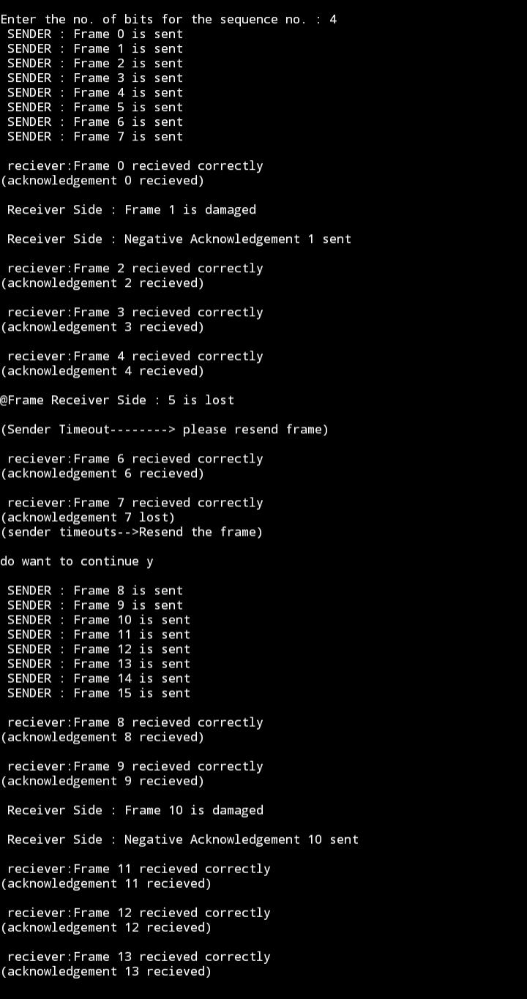 Enter the no. of bits for the sequence no. : 4
SENDER : Frame 0 is sent
SENDER : Frame 1 is sent
SENDER : Frame 2 is sent
SENDER : Frame 3 is sent
SENDER : Frame 4 is sent
SENDER : Frame 5 is sent
SENDER : Frame 6 is sent
SENDER : Frame 7 is sent
reciever:Frame 0 recieved correctly
(acknowledgement 0 recieved)
Receiver Side : Frame 1 is damaged
Receiver Side : Negative Acknowledgement 1 sent
reciever:Frame 2 recieved correctly
(acknowledgement 2 recieved)
reciever:Frame 3 recieved correctly
(acknowledgement 3 recieved)
reciever:Frame 4 recieved correctly
(acknowledgement 4 recieved)
@Frame Receiver Side : 5 is lost
(Sender Timeout--------> please resend frame)
reciever:Frame 6 recieved correctly
(acknowledgement 6 recieved)
reciever:Frame 7 recieved correctly
(acknowledgement 7 lost)
(sender timeouts-->Resend the frame)
do want to continue y
SENDER : Frame 8 is sent
SENDER : Frame 9 is sent
SENDER : Frame 10 is sent
SENDER : Frame 11 is sent
SENDER : Frame 12 is sent
SENDER : Frame 13 is sent
SENDER : Frame 14 is sent
SENDER : Frame 15 is sent
reciever:Frame 8 recieved correctly
(acknowledgement 8 recieved)
reciever:Frame 9 recieved correctly
(acknowledgement 9 recieved)
Receiver Side : Frame 10 is damaged
Receiver Side : Negative Acknowledgement 10 sent
reciever:Frame 11 recieved correctly
(acknowledgement 11 recieved)
reciever:Frame 12 recieved correctly
(acknowledgement 12 recieved)
reciever:Frame 13 recieved correctly
(acknowledgement 13 recieved)